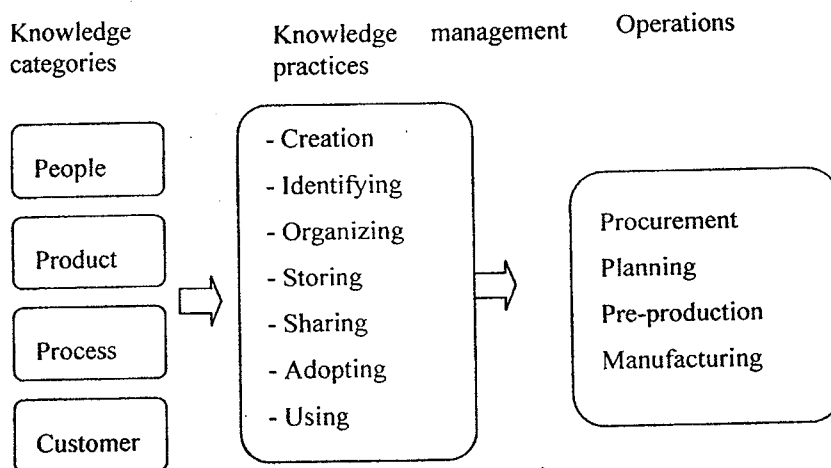 Knowledge categories
Knowledge management practices
Operations
People
Product
Process
Customer
- Creation
- Identifying
- Organizing
- Storing
- Sharing
- Adopting
- Using
Procurement
Planning
Pre-production
Manufacturing